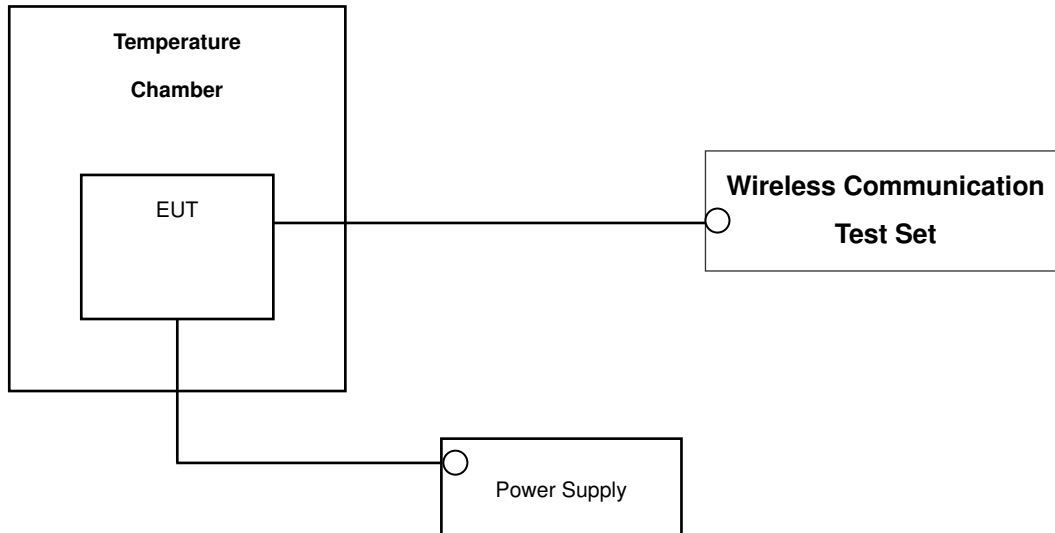 Temperature
Chamber
EUT
Wireless Communication
Test Set
Power Supply